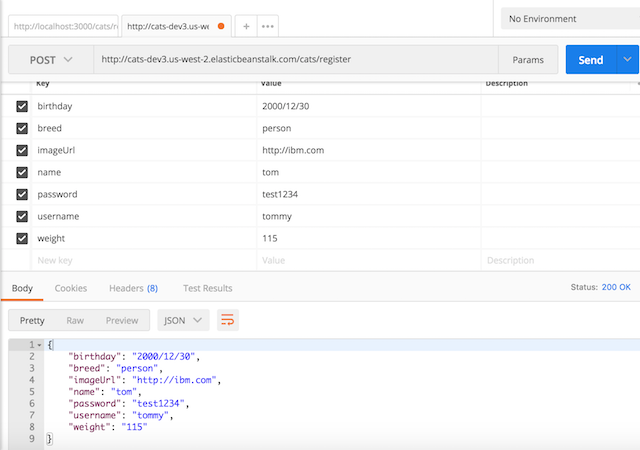 http://localhost:3000/cats/r
http://cats-dev3.us-we
No Environment
POST
http://cats-dev3.us-west-2.elasticbeanstalk.com/cats/register
Params
Send
Key Value Description
birthday 2000/12/30
breed person
imageUrl http://ibm.com
name tom
password test1234
username tommy
weight 115
New key Value Description
Body Cookies Headers (8) Test Results Status: 200 OK
Pretty Raw Preview JSON
1 {
2 "birthday": "2000/12/30",
3 "breed": "person",
4 "imageUrl": "http://ibm.com",
5 "name": "tom",
6 "password": "test1234",
7 "username": "tommy",
8 "weight": "115"
9 }